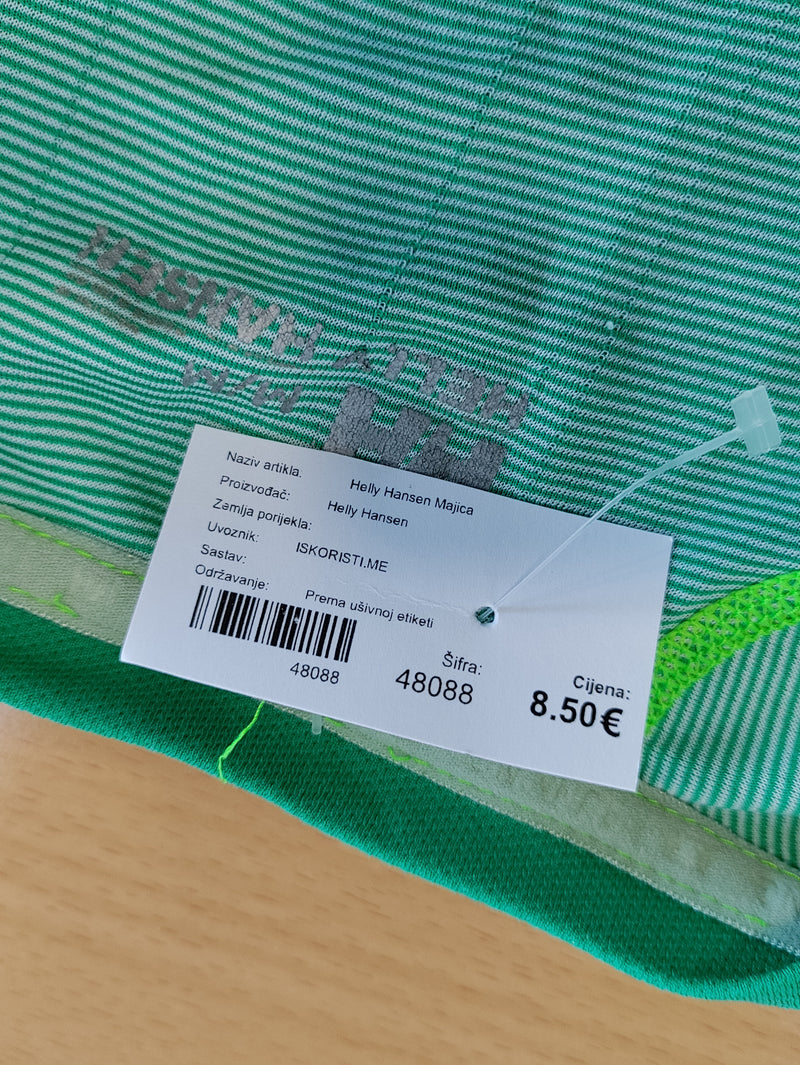 HELLY HANSEN
M/M
HH
Naziv artikla: Helly Hansen Majica
Proizvođač: Helly Hansen
Zemlja porijekla:
Uvoznik: ISKORISTI.ME
Sastav:
Održavanje: Prema ušivnoj etiketi
48088
Šifra:
48088
Cijena:
8.50€